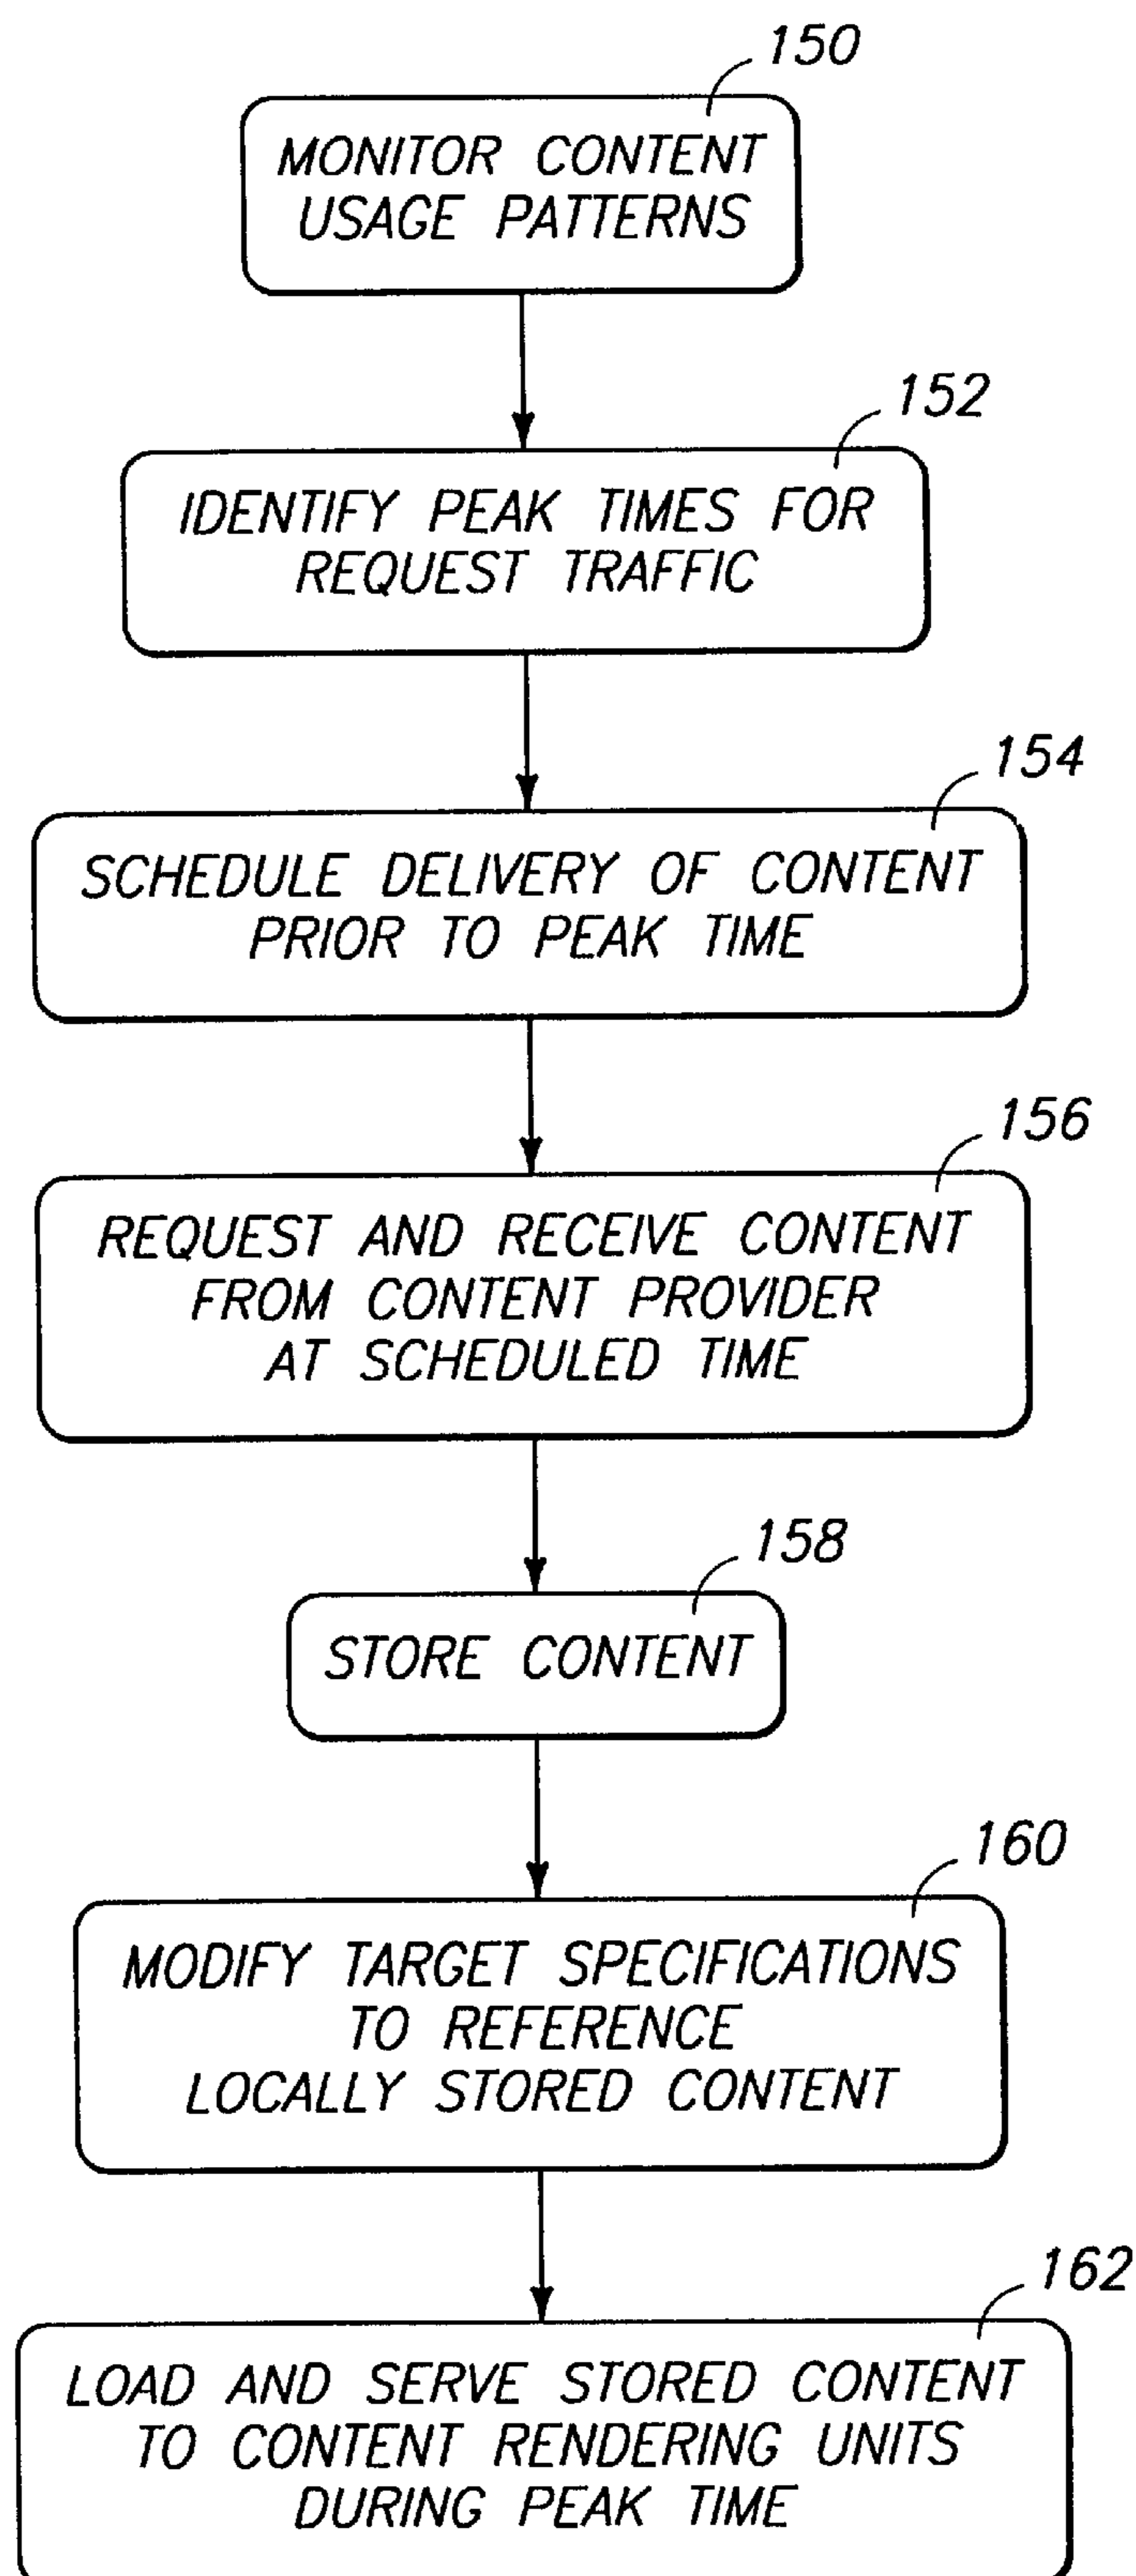 150
MONITOR CONTENT
USAGE PATTERNS
152
IDENTIFY PEAK TIMES FOR
REQUEST TRAFFIC
154
SCHEDULE DELIVERY OF CONTENT
PRIOR TO PEAK TIME
156
REQUEST AND RECEIVE CONTENT
FROM CONTENT PROVIDER
AT SCHEDULED TIME
158
STORE CONTENT
160
MODIFY TARGET SPECIFICATIONS
TO REFERENCE
LOCALLY STORED CONTENT
162
LOAD AND SERVE STORED CONTENT
TO CONTENT RENDERING UNITS
DURING PEAK TIME